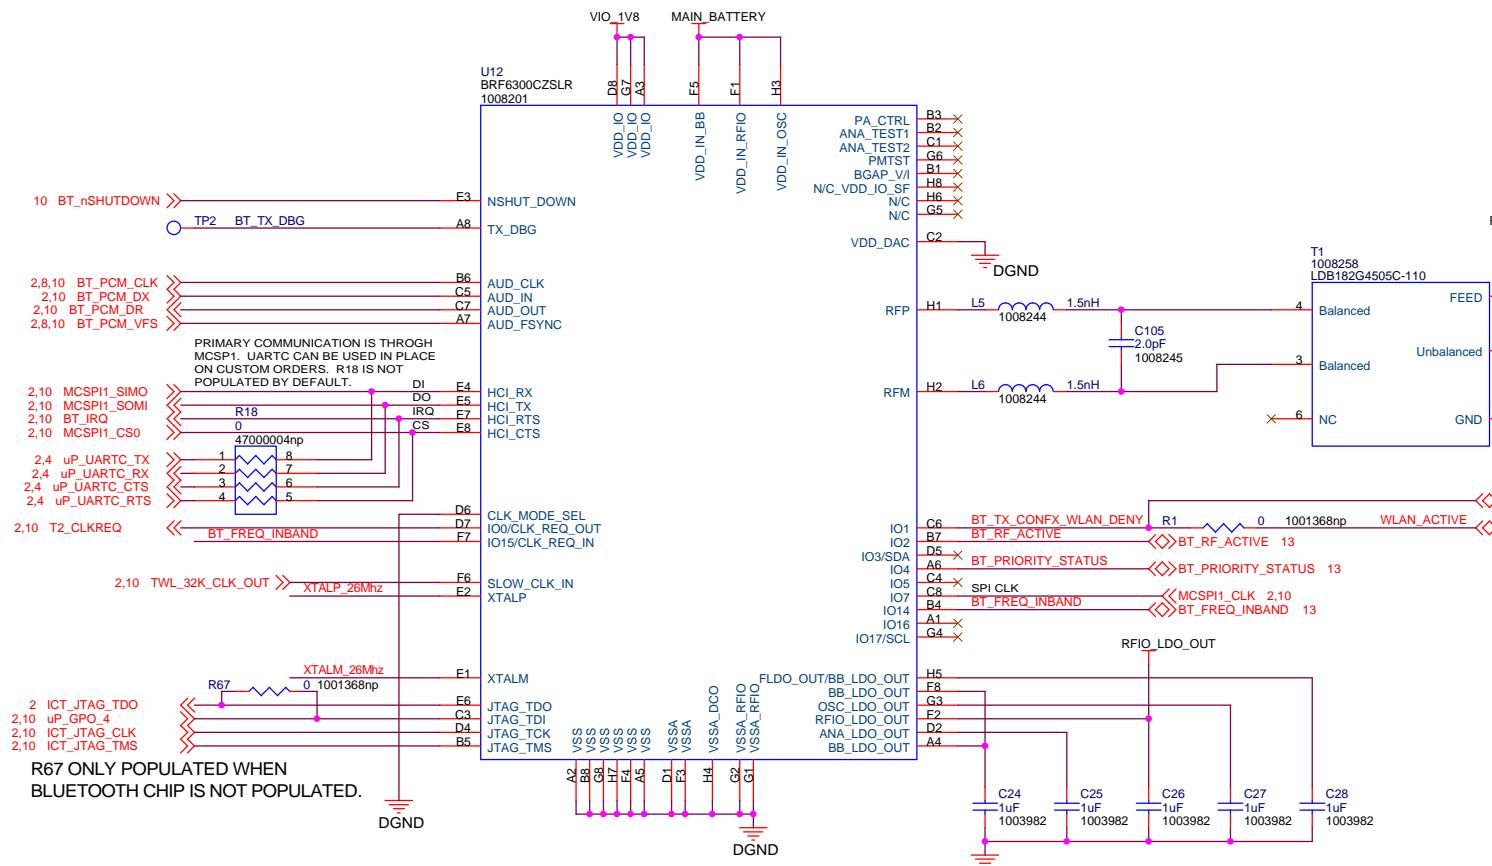 VIO_1V8
MAIN_BATTERY
U12
BRF6300CZSLR
1008201
D8
G7
A3
F5
F1
H3
VDD_IO
VDD_IO
VDD_IO
VDD_IN_BB
VDD_IN_RFIO
VDD_IN_OSC
PA_CTRL B3
ANA_TEST1 B2
ANA_TEST2 C1
PMTST G6
BGAP_V/I B1
N/C_VDD_IO_SF H8
N/C H6
N/C G5
VDD_DAC C2
DGND
10 BT_nSHUTDOWN E3 NSHUT_DOWN
TP2 BT_TX_DBG A8 TX_DBG
2,8,10 BT_PCM_CLK B6 AUD_CLK
2,10 BT_PCM_DX C5 AUD_IN
2,10 BT_PCM_DR C7 AUD_OUT
2,8,10 BT_PCM_VFS A7 AUD_FSYNC
PRIMARY COMMUNICATION IS THROGH
MCSP1. UARTC CAN BE USED IN PLACE
ON CUSTOM ORDERS. R18 IS NOT
POPULATED BY DEFAULT.
2,10 MCSPI1_SIMO DI E4 HCI_RX
2,10 MCSPI1_SOMI DO E5 HCI_TX
2,10 BT_IRQ IRQ E7 HCI_RTS
2,10 MCSPI1_CS0 CS E8 HCI_CTS
R18
0
47000004np
2,4 uP_UARTC_TX 1 8
2,4 uP_UARTC_RX 2 7
2,4 uP_UARTC_CTS 3 6
2,4 uP_UARTC_RTS 4 5
D6 CLK_MODE_SEL
2,10 T2_CLKREQ D7 IO0/CLK_REQ_OUT
BT_FREQ_INBAND F7 IO15/CLK_REQ_IN
2,10 TWL_32K_CLK_OUT F6 SLOW_CLK_IN
XTALP_26Mhz E2 XTALP
XTALM_26Mhz E1 XTALM
R67 0 1001368np
2 ICT_JTAG_TDO E6 JTAG_TDO
2,10 uP_GPO_4 C3 JTAG_TDI
2,10 ICT_JTAG_CLK D4 JTAG_TCK
2,10 ICT_JTAG_TMS B5 JTAG_TMS
R67 ONLY POPULATED WHEN
BLUETOOTH CHIP IS NOT POPULATED.
DGND
VSS
VSS
VSS
VSS
VSS
VSS
VSSA
VSSA
VSSA_DCO
VSSA_RFIO
VSSA_RFIO
A2
B8
G8
H7
F4
A5
D1
F3
H4
G2
G1
DGND
RFP H1 L5 1.5nH
1008244
C105
2.0pF
1008245
RFM H2 L6 1.5nH
1008244
T1
1008258
LDB182G4505C-110
4 Balanced
3 Balanced
6 NC
FEED
Unbalanced
GND
IO1 C6 BT_TX_CONFX_WLAN_DENY R1 0 1001368np WLAN_ACTIVE
IO2 B7 BT_RF_ACTIVE BT_RF_ACTIVE 13
IO3/SDA D5
IO4 A6 BT_PRIORITY_STATUS BT_PRIORITY_STATUS 13
IO5 C4
IO7 C8 SPI CLK MCSPI1_CLK 2,10
IO14 B4 BT_FREQ_INBAND BT_FREQ_INBAND 13
IO16 A1
IO17/SCL G4
RFIO_LDO_OUT
FLDO_OUT/BB_LDO_OUT H5
BB_LDO_OUT F8
OSC_LDO_OUT G3
RFIO_LDO_OUT F2
ANA_LDO_OUT D2
BB_LDO_OUT A4
C24
1uF
1003982
C25
1uF
1003982
C26
1uF
1003982
C27
1uF
1003982
C28
1uF
1003982